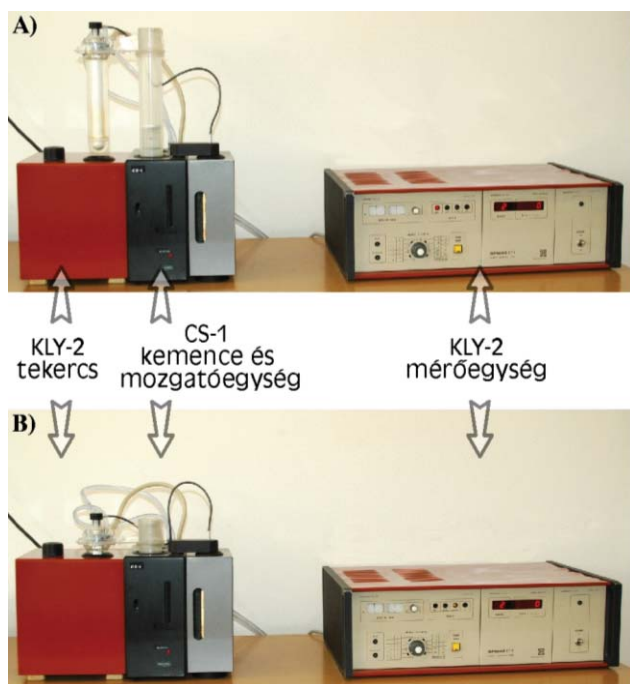 A)
KLY-2
tekercs
CS-1
kemence és
mozgatóegység
KLY-2
mérőegység
B)